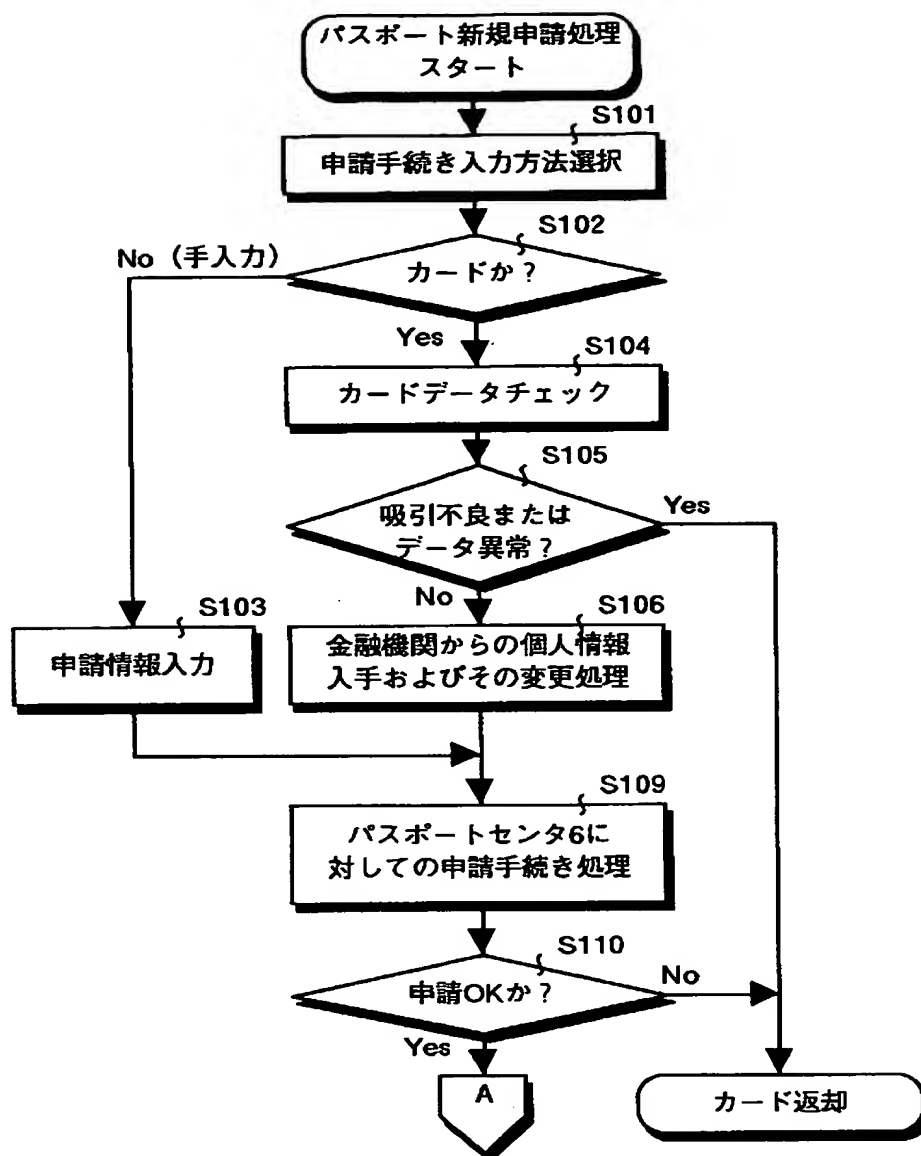 パスポート新規申請処理
スタート
S101
申請手続き入力方法選択
S102
No（手入力）
カードか？
Yes
S104
カードデータチェック
S105
吸引不良または
データ異常？
Yes
No
S103
申請情報入力
S106
金融機関からの個人情報
入手およびその変更処理
S109
パスポートセンタ6に
対しての申請手続き処理
S110
申請OKか？
No
Yes
A
カード返却